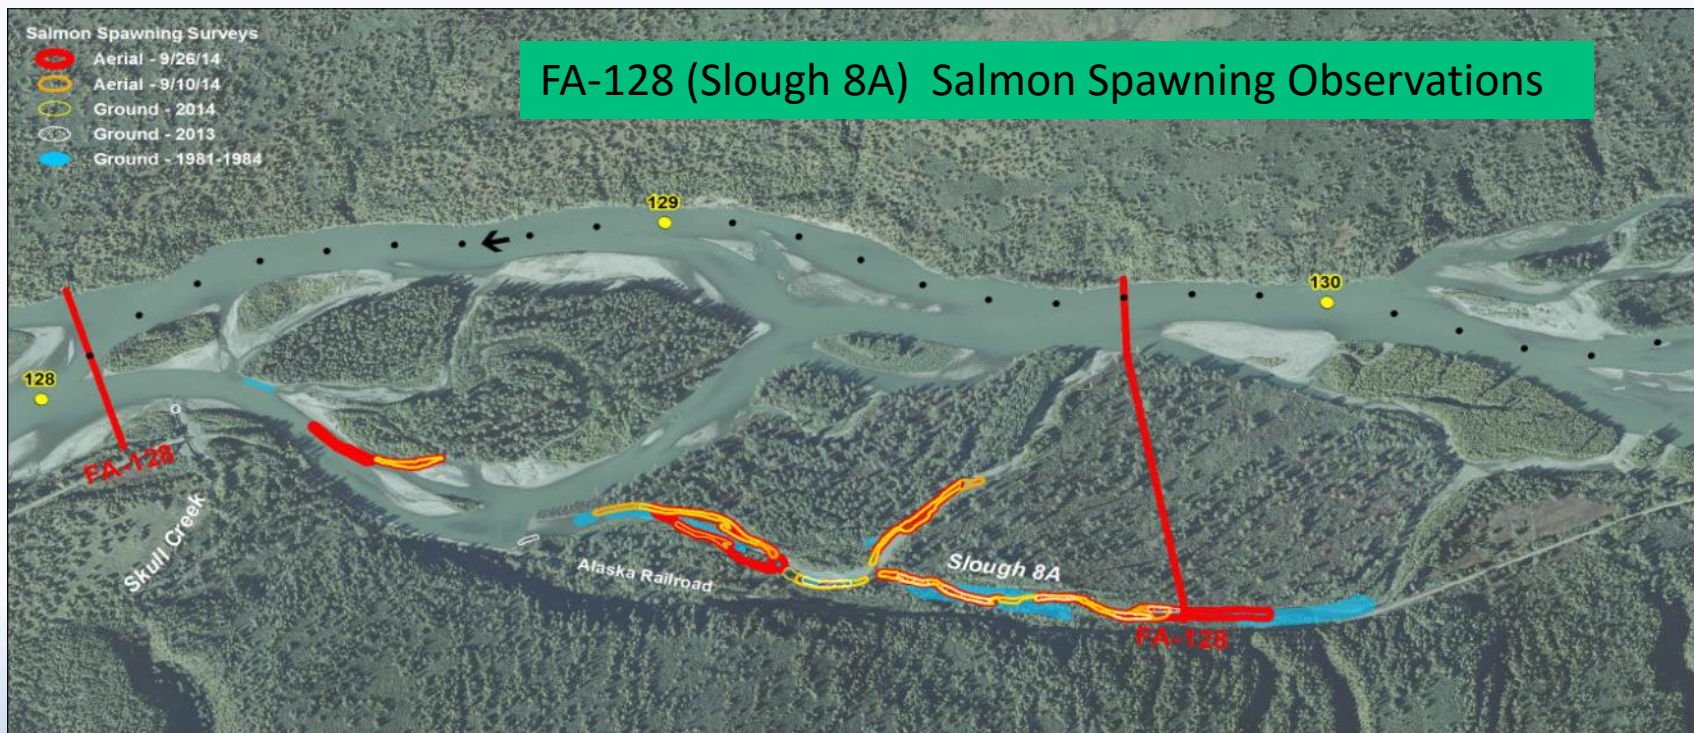 Salmon Spawning Surveys
Aerial - 9/26/14
Aerial - 9/10/14
Ground - 2014
Ground - 2013
Ground - 1981-1984
FA-128 (Slough 8A)  Salmon Spawning Observations
129
130
128
FA-128
Skull Creek
Alaska Railroad
Slough 8A
FA-128